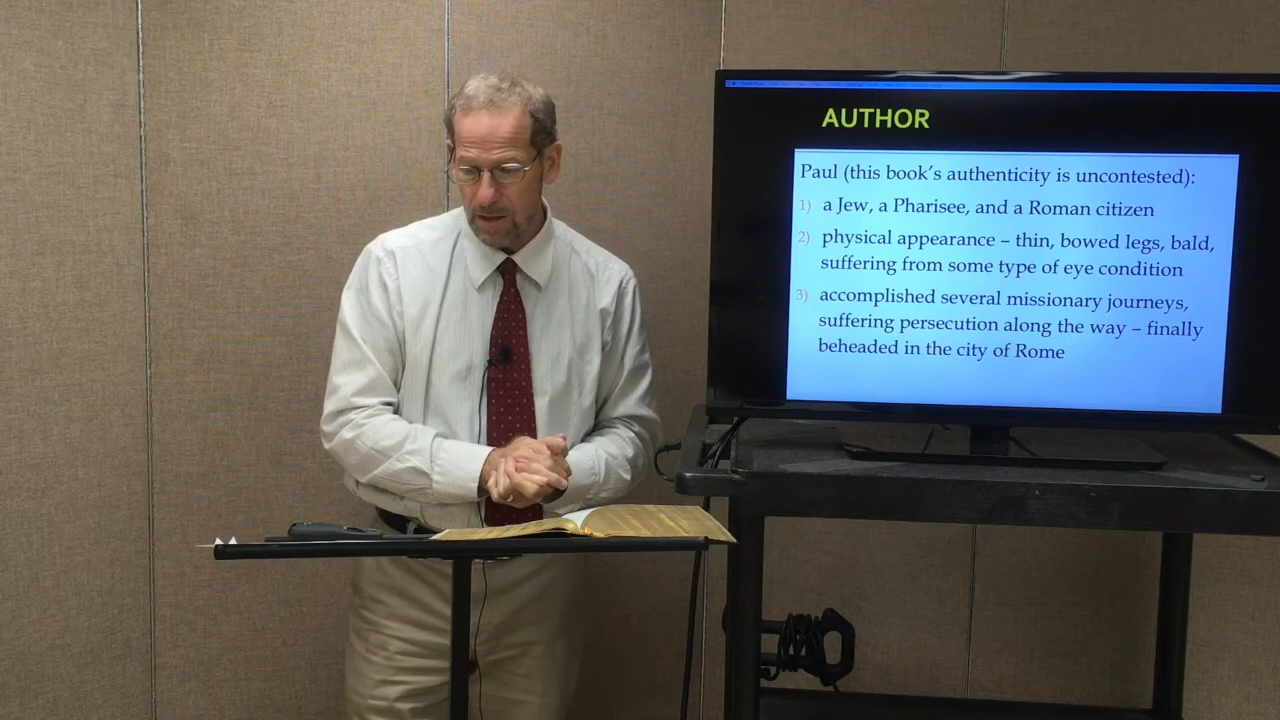 AUTHOR
Paul (this book's authenticity is uncontested):
1) a Jew, a Pharisee, and a Roman citizen
2) physical appearance – thin, bowed legs, bald,
suffering from some type of eye condition
3) accomplished several missionary journeys,
suffering persecution along the way – finally
beheaded in the city of Rome